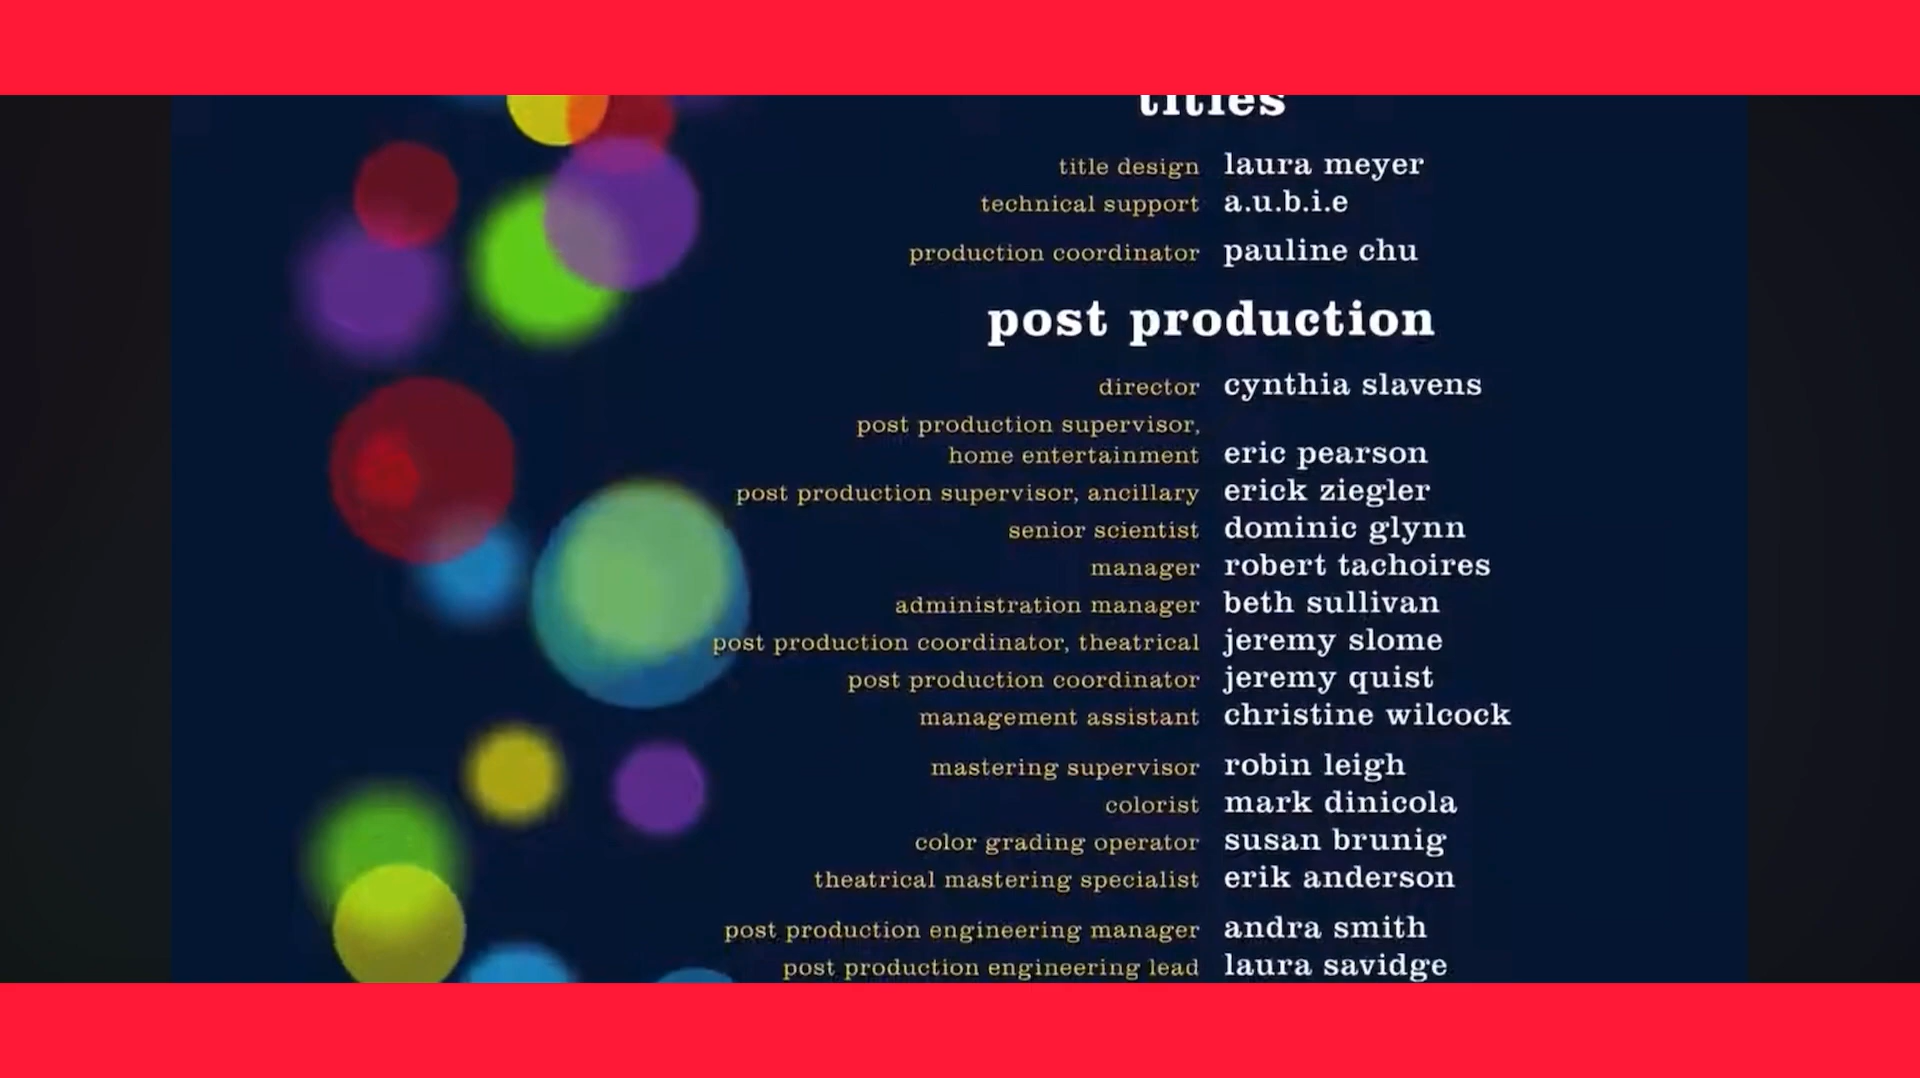 titles
title design laura meyer
technical support a.u.b.i.e
production coordinator pauline chu
post production
director cynthia slavens
post production supervisor,
home entertainment eric pearson
post production supervisor, ancillary erick ziegler
senior scientist dominic glynn
manager robert tachoires
administration manager beth sullivan
post production coordinator, theatrical jeremy slome
post production coordinator jeremy quist
management assistant christine wilcock
mastering supervisor robin leigh
colorist mark dinicola
color grading operator susan brunig
theatrical mastering specialist erik anderson
post production engineering manager andra smith
post production engineering lead laura savidge